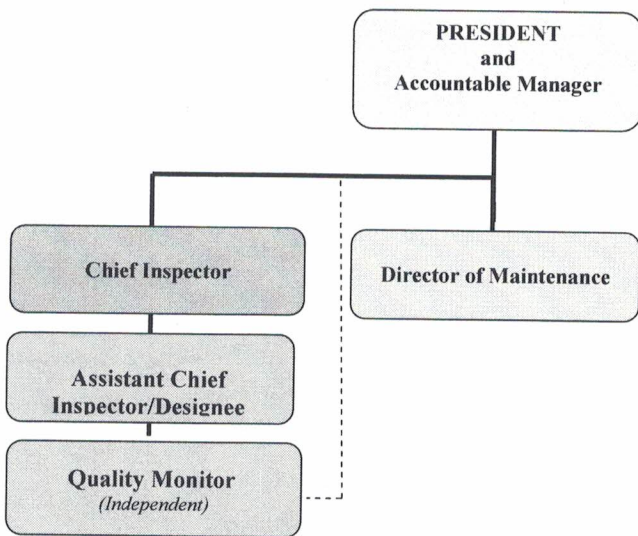 PRESIDENT
and
Accountable Manager
Chief Inspector
Director of Maintenance
Assistant Chief
Inspector/Designee
Quality Monitor
(Independent)